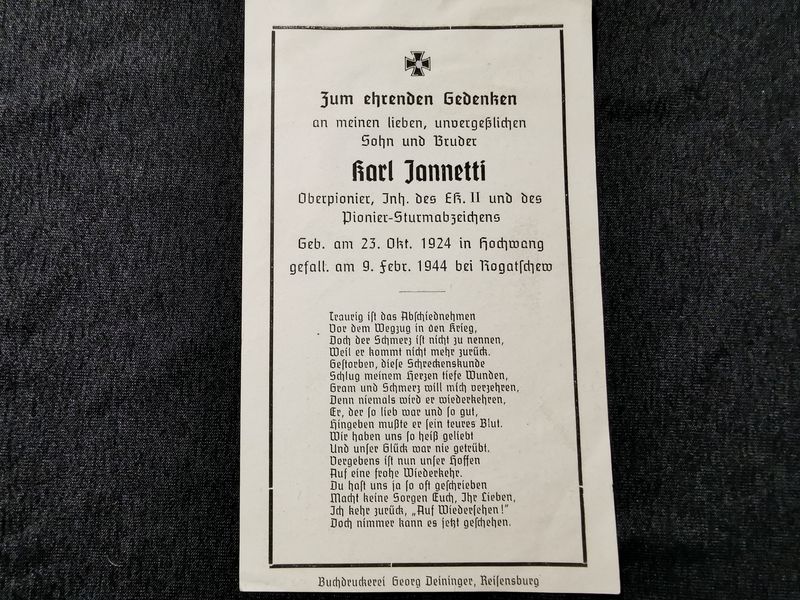 Zum ehrenden Gedenken
an meinen lieben, unvergeßlichen
Sohn und Bruder
Karl Jannetti
Oberpionier, Inh. des EK. II und des
Pionier-Sturmabzeichens
Geb. am 23. Okt. 1924 in Hochwang
gefall. am 9. Febr. 1944 bei Rogatschew
Traurig ist das Abschiednehmen
Vor dem Wegzug in den Krieg,
Doch der Schmerz ist nicht zu nennen,
Weil er kommt nicht mehr zurück.
Gestorben, diese Schreckenskunde
Schlug meinem Herzen tiefe Wunden,
Gram und Schmerz will mich verzehren,
Denn niemals wird er wiederkehren,
Er, der so lieb war und so gut,
Hingeben mußte er sein teures Blut.
Wir haben uns so heiß geliebt
Und unser Glück war nie getrübt.
Vergebens ist nun unser Hoffen
Auf eine frohe Wiederkehr.
Du hast uns ja so oft geschrieben
Macht keine Sorgen Euch, Ihr Lieben,
Ich kehr zurück, „Auf Wiedersehen!"
Doch nimmer kann es jetzt geschehen.
Buchdruckerei Georg Deininger, Reisensburg